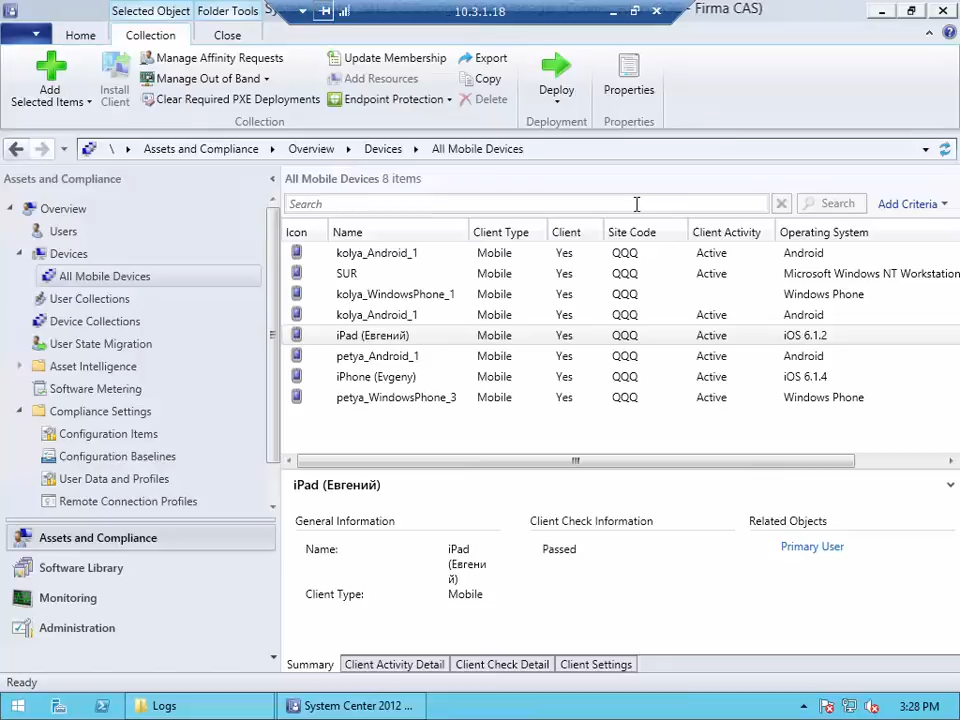 Selected Object Folder Tools
10.3.1.18
- Firma CAS)
Home Collection Close
Add Selected Items
Install Client
Manage Affinity Requests
Manage Out of Band
Clear Required PXE Deployments
Update Membership
Add Resources
Endpoint Protection
Export
Copy
Delete
Deploy
Properties
Collection Deployment Properties
\ Assets and Compliance Overview Devices All Mobile Devices
Assets and Compliance
Overview
Users
Devices
All Mobile Devices
User Collections
Device Collections
User State Migration
Asset Intelligence
Software Metering
Compliance Settings
Configuration Items
Configuration Baselines
User Data and Profiles
Remote Connection Profiles
Assets and Compliance
Software Library
Monitoring
Administration
All Mobile Devices 8 items
Search Search Add Criteria
Icon Name Client Type Client Site Code Client Activity Operating System
kolya_Android_1 Mobile Yes QQQ Active Android
SUR Mobile Yes QQQ Active Microsoft Windows NT Workstation
kolya_WindowsPhone_1 Mobile Yes QQQ Windows Phone
kolya_Android_1 Mobile Yes QQQ Active Android
iPad (Евгений) Mobile Yes QQQ Active iOS 6.1.2
petya_Android_1 Mobile Yes QQQ Active Android
iPhone (Evgeny) Mobile Yes QQQ Active iOS 6.1.4
petya_WindowsPhone_3 Mobile Yes QQQ Active Windows Phone
iPad (Евгений)
General Information
Name: iPad
(Евгени
й)
Client Type: Mobile
Client Check Information
Passed
Related Objects
Primary User
Summary Client Activity Detail Client Check Detail Client Settings
Ready
Logs System Center 2012 ... 3:28 PM